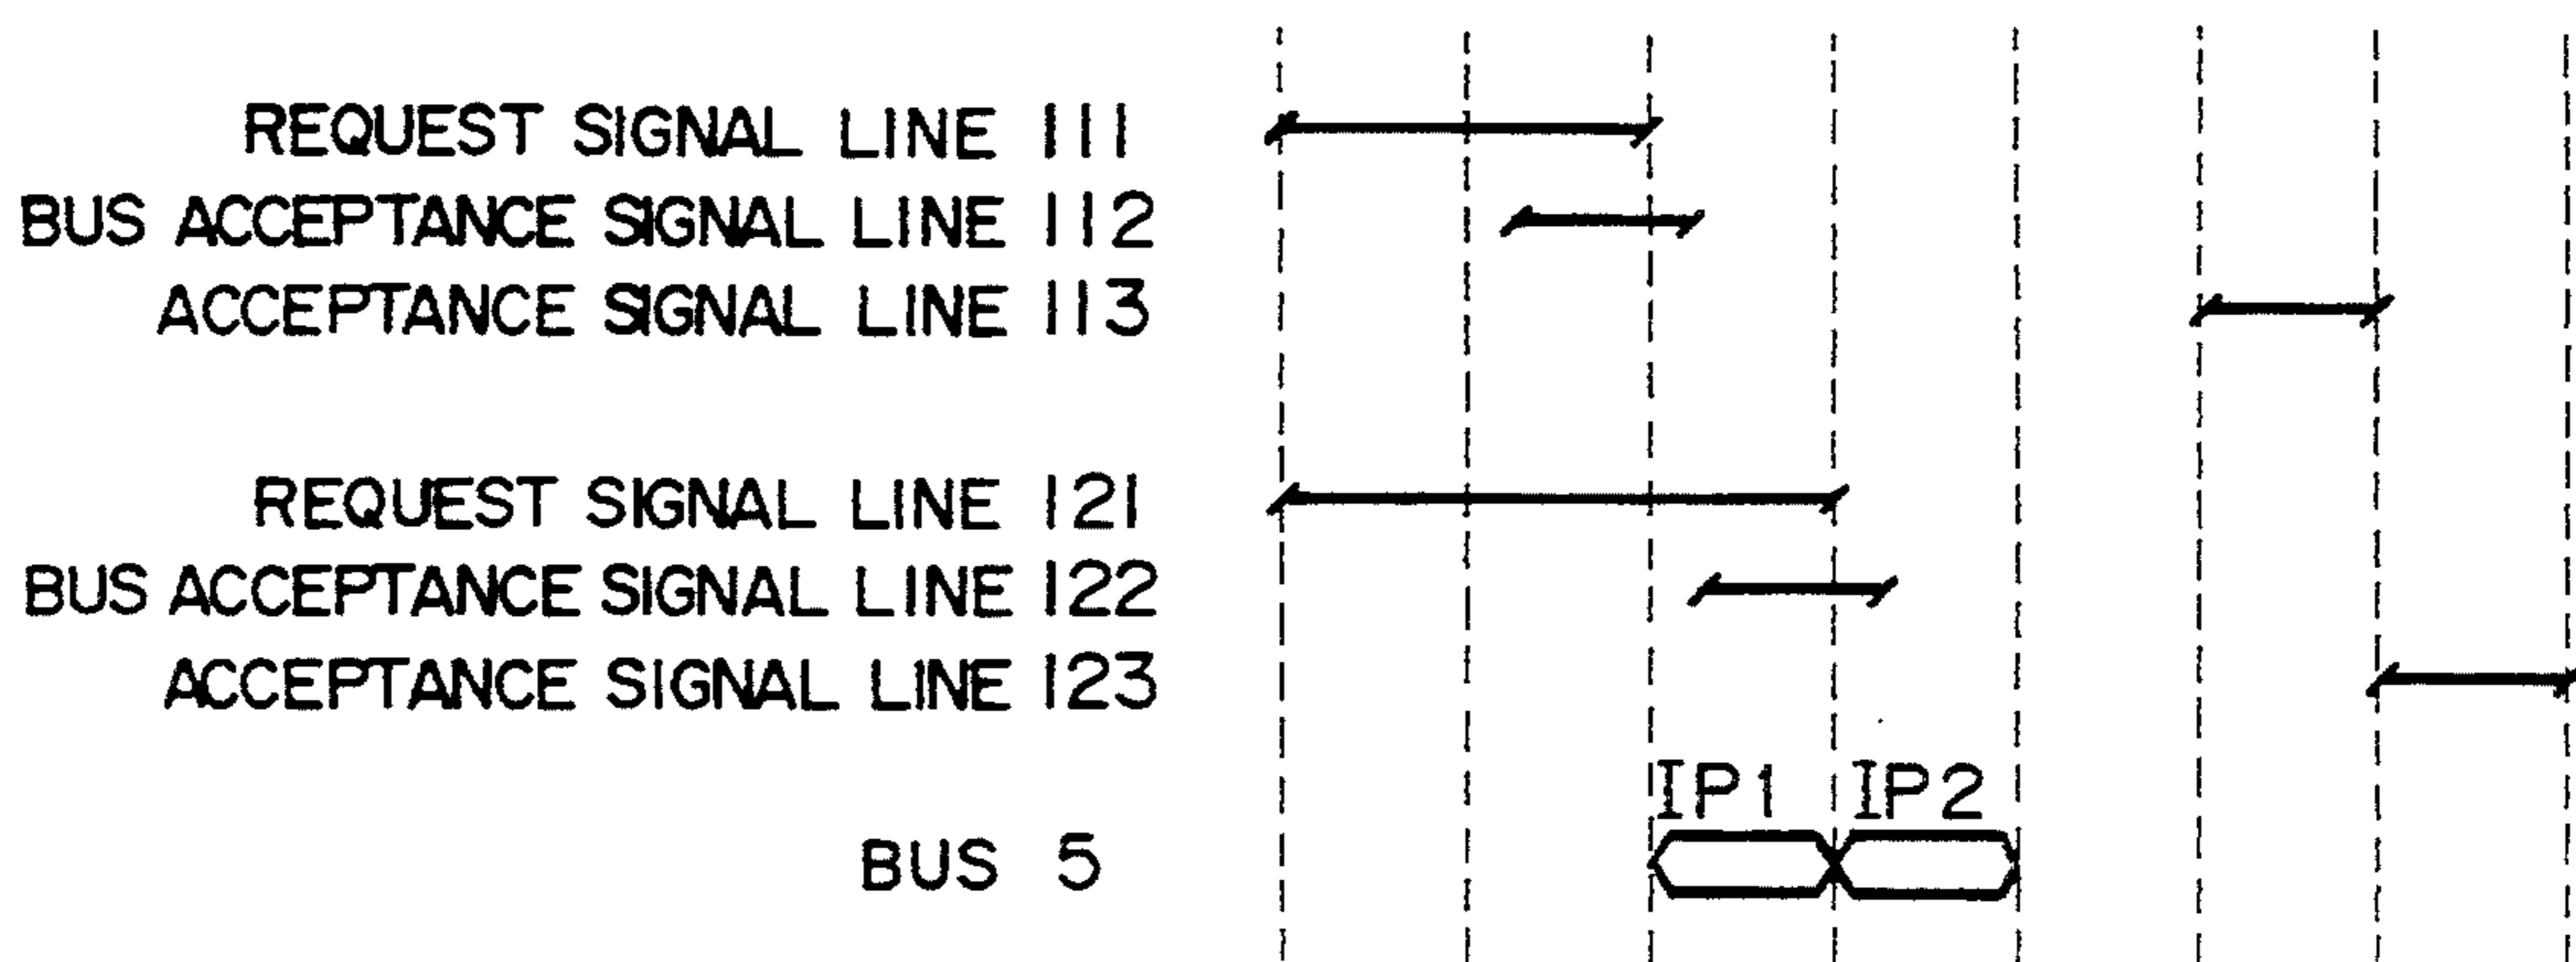 REQUEST SIGNAL LINE 111
BUS ACCEPTANCE SIGNAL LINE 112
ACCEPTANCE SIGNAL LINE 113
REQUEST SIGNAL LINE 121
BUS ACCEPTANCE SIGNAL LINE 122
ACCEPTANCE SIGNAL LINE 123
IP1 IP2
BUS 5